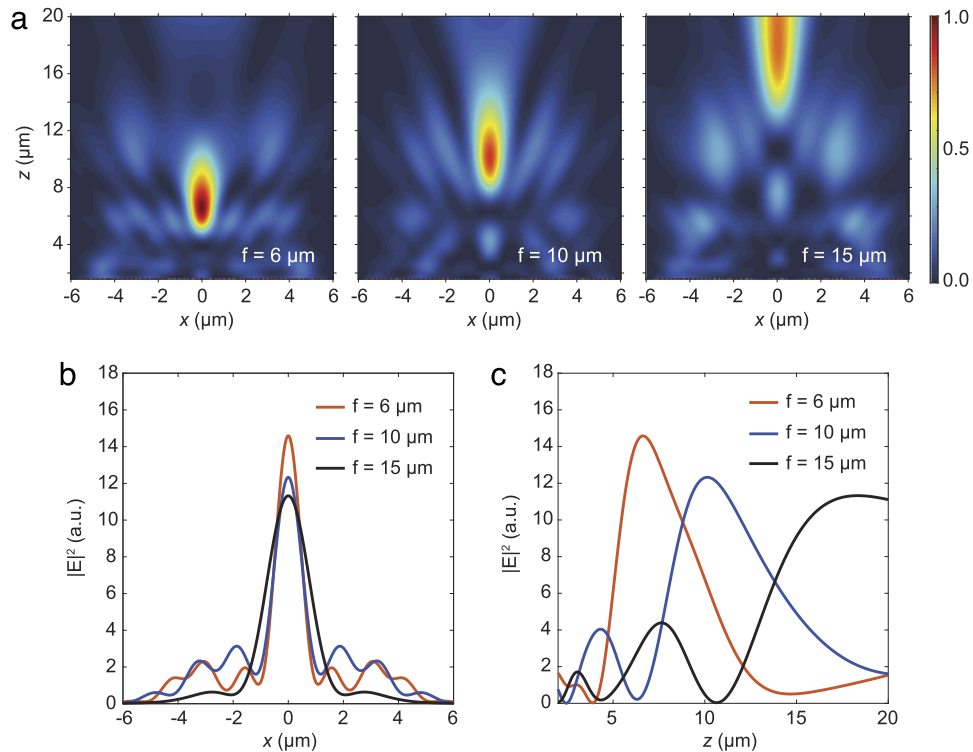 a
20
16
12
8
4
z (µm)
f = 6 µm
f = 10 µm
f = 15 µm
1.0
0.5
0.0
-6 -4 -2 0 2 4 6
-6 -4 -2 0 2 4 6
-6 -4 -2 0 2 4 6
x (µm)
x (µm)
x (µm)
b
18
16
14
12
10
8
6
4
2
0
|E|² (a.u.)
f = 6 µm
f = 10 µm
f = 15 µm
-6 -4 -2 0 2 4 6
x (µm)
c
18
16
14
12
10
8
6
4
2
0
|E|² (a.u.)
f = 6 µm
f = 10 µm
f = 15 µm
5 10 15 20
z (µm)